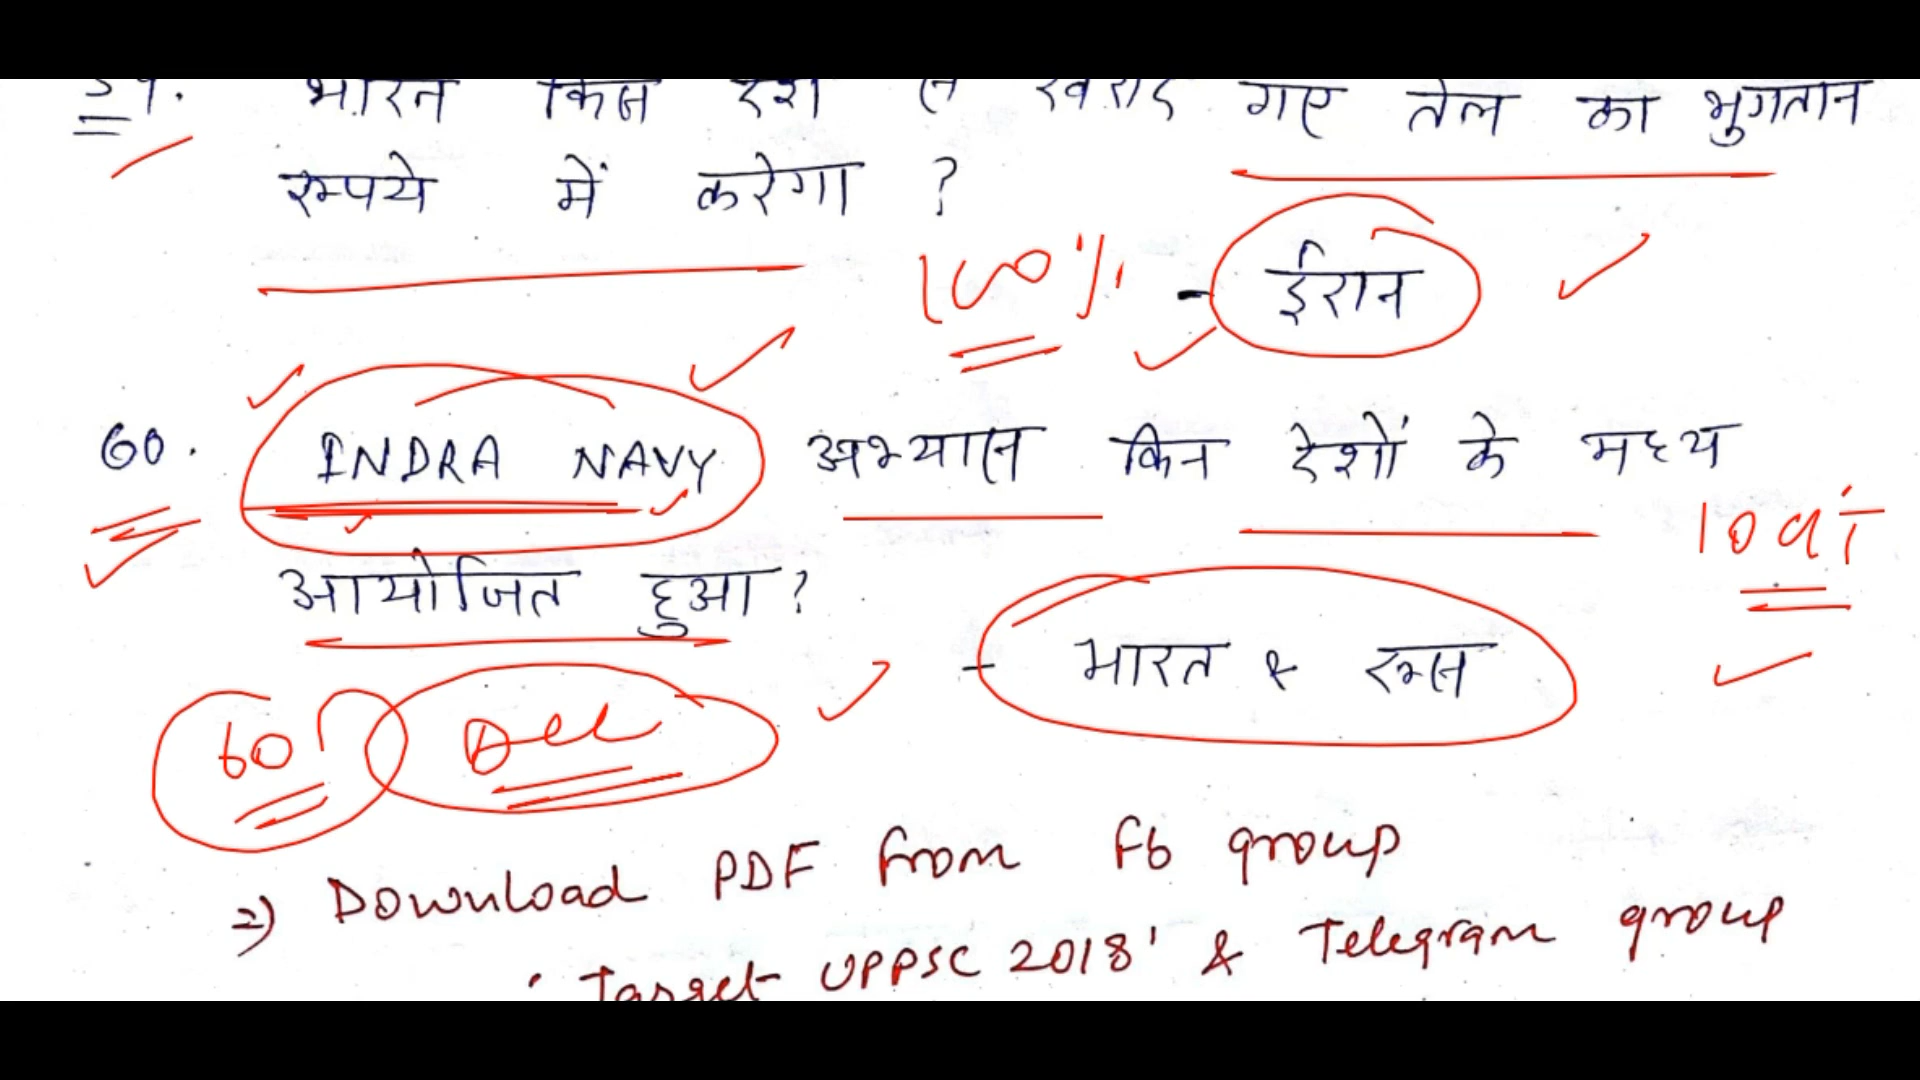 59. भारत किस देश से खरीदे गए तेल का भुगतान
रूपये में करेगा ?
100% - ईरान
60. INDRA NAVY अभ्यास किन देशों के मध्य
आयोजित हुआ ?
10वां
- भारत & रूस
60 Dec
=> Download PDF from fb group
'Target UPPSC 2018' & Telegram group